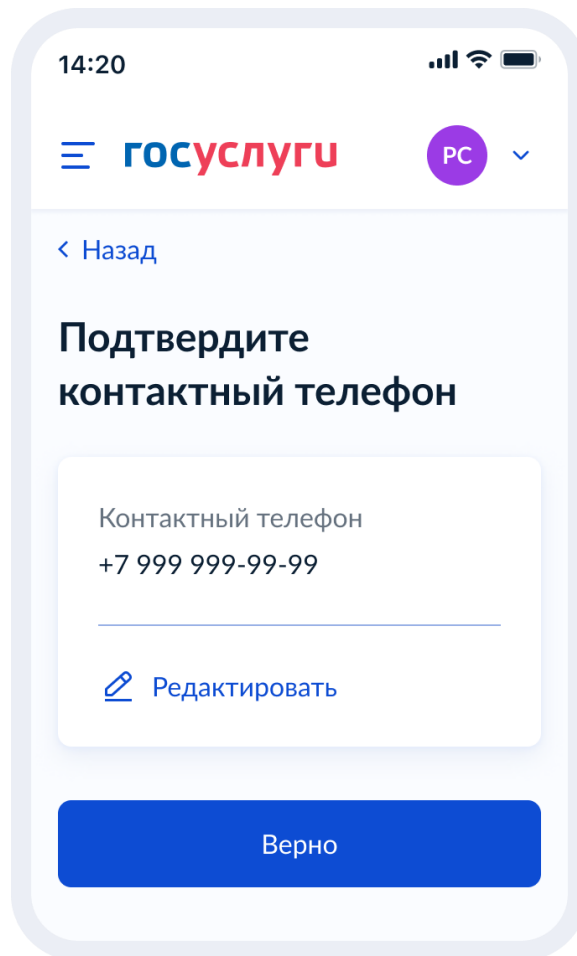 14:20
госуслуги
РС
Назад
Подтвердите
контактный телефон
Контактный телефон
+7 999 999-99-99
Редактировать
Верно